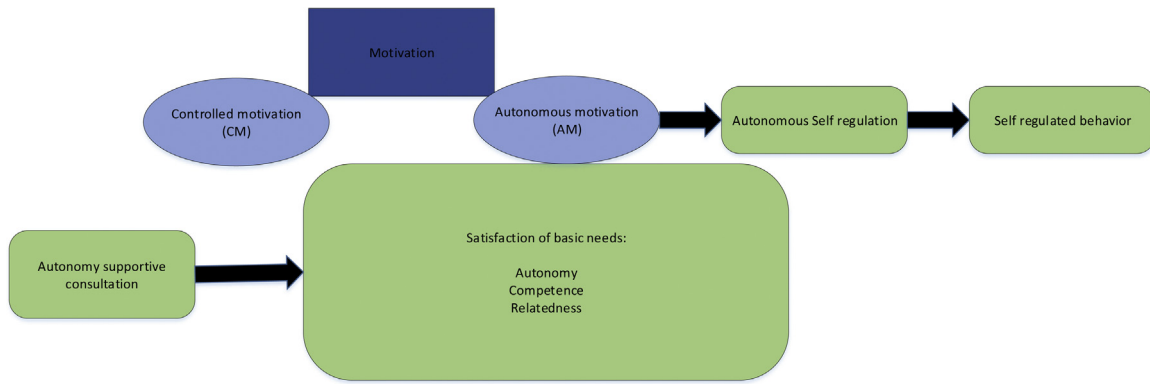 Motivation
Controlled motivation
(CM)
Autonomous motivation
(AM)
Autonomous Self regulation
Self regulated behavior
Autonomy supportive
consultation
Satisfaction of basic needs:
Autonomy
Competence
Relatedness